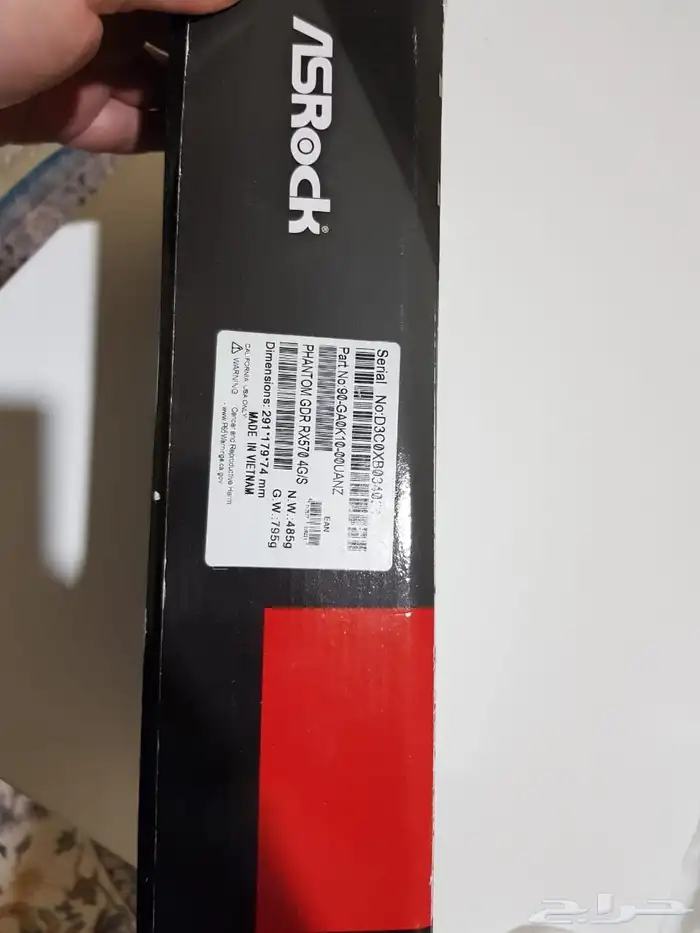 ASRock®
Serial No:D3C0XB0340
Part No:90-GA0K10-00UANZ
PHANTOM GDR RX570 4G/S
EAN
N.W.:485g
Dimensions: 291*179*74 mm
G.W.:795g
MADE IN VIETNAM
CALIFORNIA USA ONLY
WARNING Cancer and Reproductive Harm
- www.P65Warnings.ca.gov
حراج